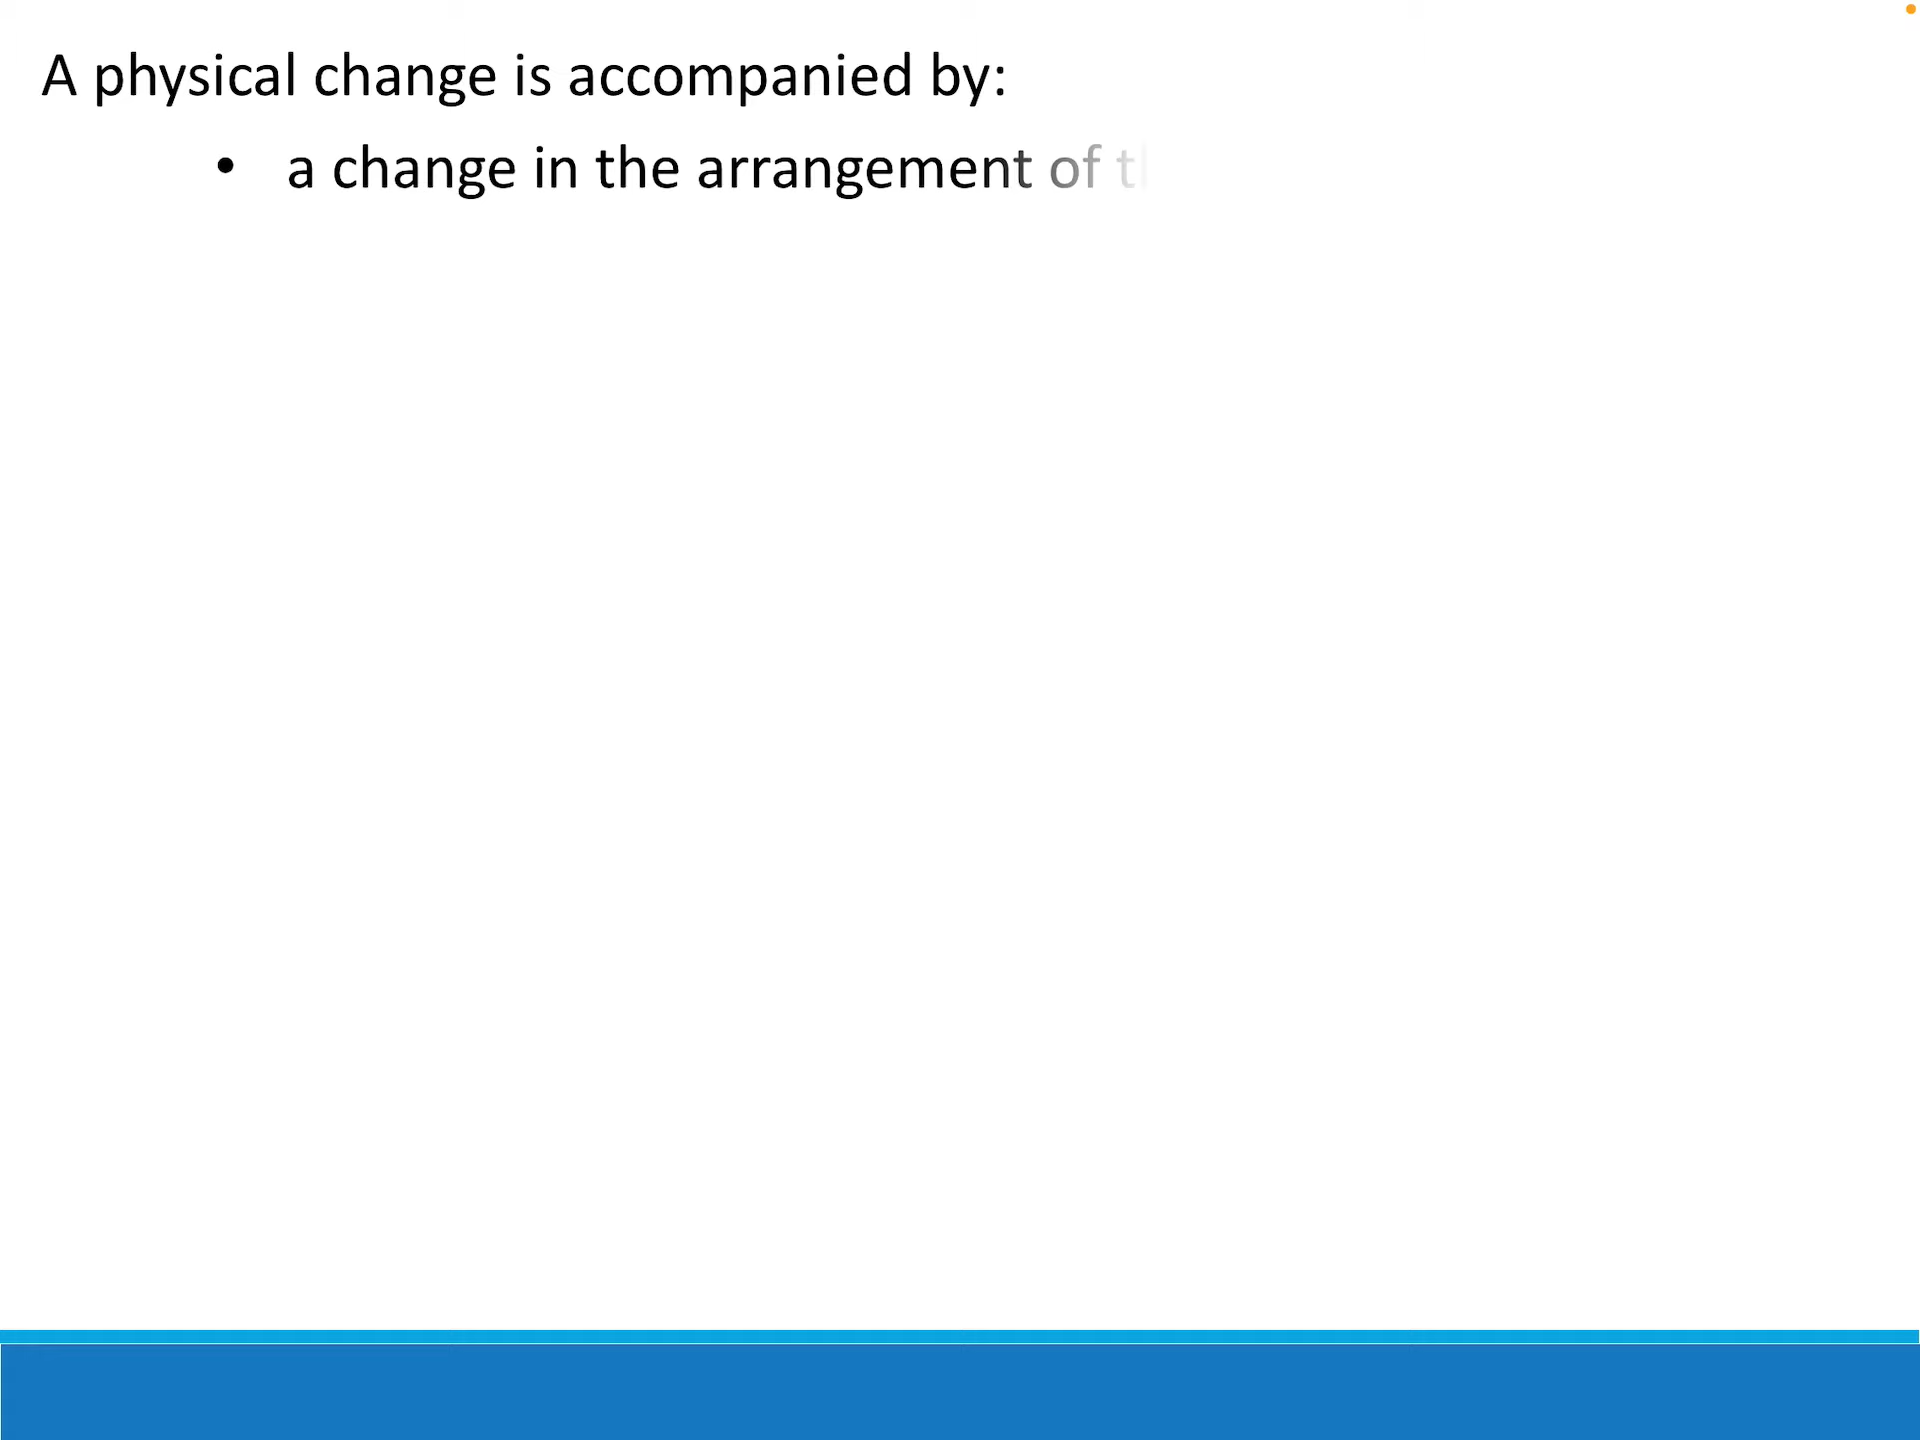 A physical change is accompanied by:
• a change in the arrangement of